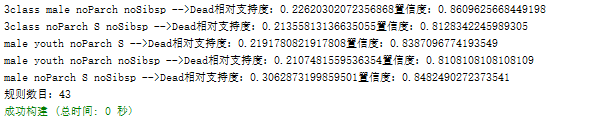 3class male noParch noSibsp -->Dead相对支持度：0.22620302072356868置信度：0.8609625668449198
3class noParch S noSibsp -->Dead相对支持度：0.21355813136635055置信度：0.8128342245989305
male youth noParch S -->Dead相对支持度：0.2191780821917808置信度：0.8387096774193549
male youth noParch noSibsp -->Dead相对支持度：0.2107481559536354置信度：0.8108108108108109
male noParch S noSibsp -->Dead相对支持度：0.3062873199859501置信度：0.8482490272373541
规则数目：43
成功构建 (总时间: 0 秒)